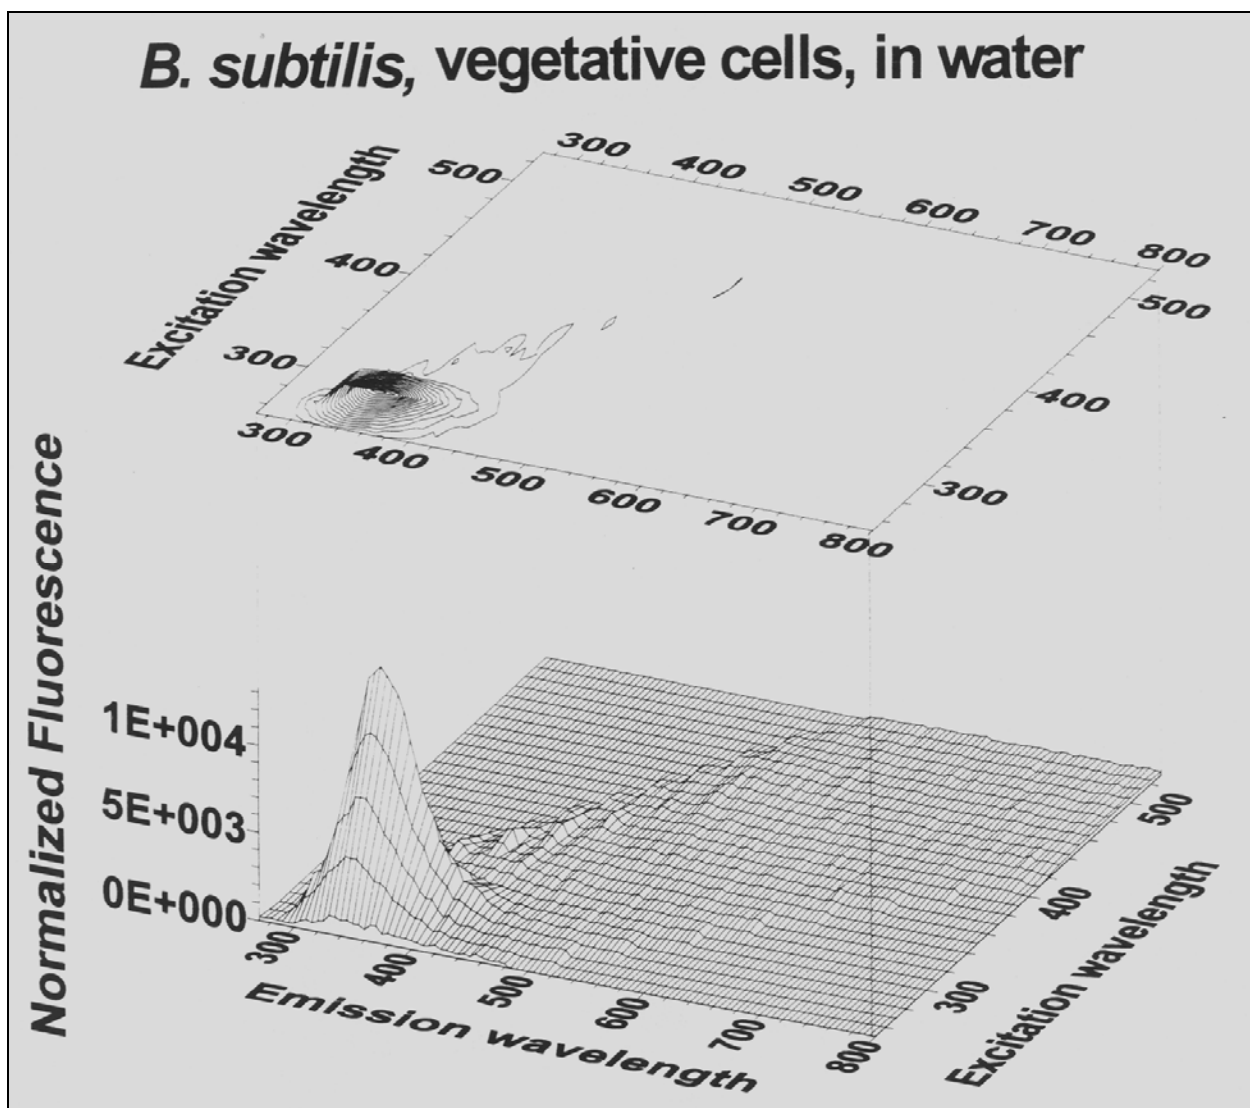 B. subtilis, vegetative cells, in water
300 400 500 600 700 800
Excitation wavelength
500
400
300
500
400
300
300 400 500 600 700 800
Normalized Fluorescence
1E+004
5E+003
0E+000
300 400 500 600 700 800
Emission wavelength
500
400
300
Excitation wavelength